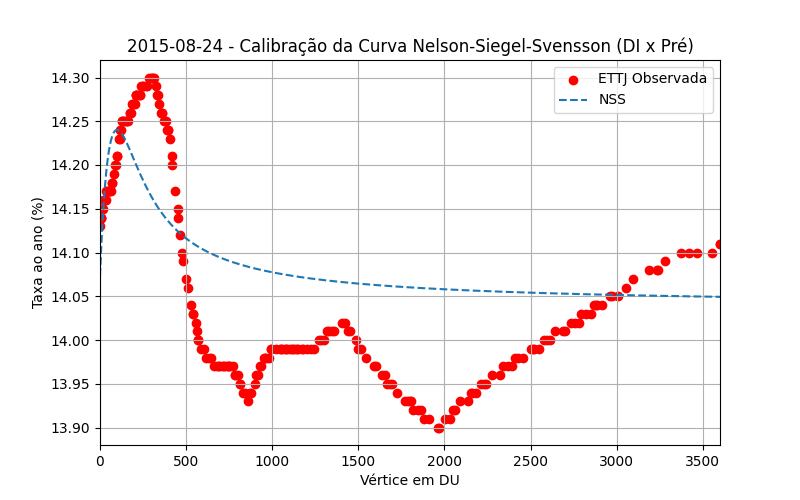 2015-08-24 - Calibração da Curva Nelson-Siegel-Svensson (DI x Pré)
ETTJ Observada
NSS
Taxa ao ano (%)
14.30
14.25
14.20
14.15
14.10
14.05
14.00
13.95
13.90
0 500 1000 1500 2000 2500 3000 3500
Vértice em DU